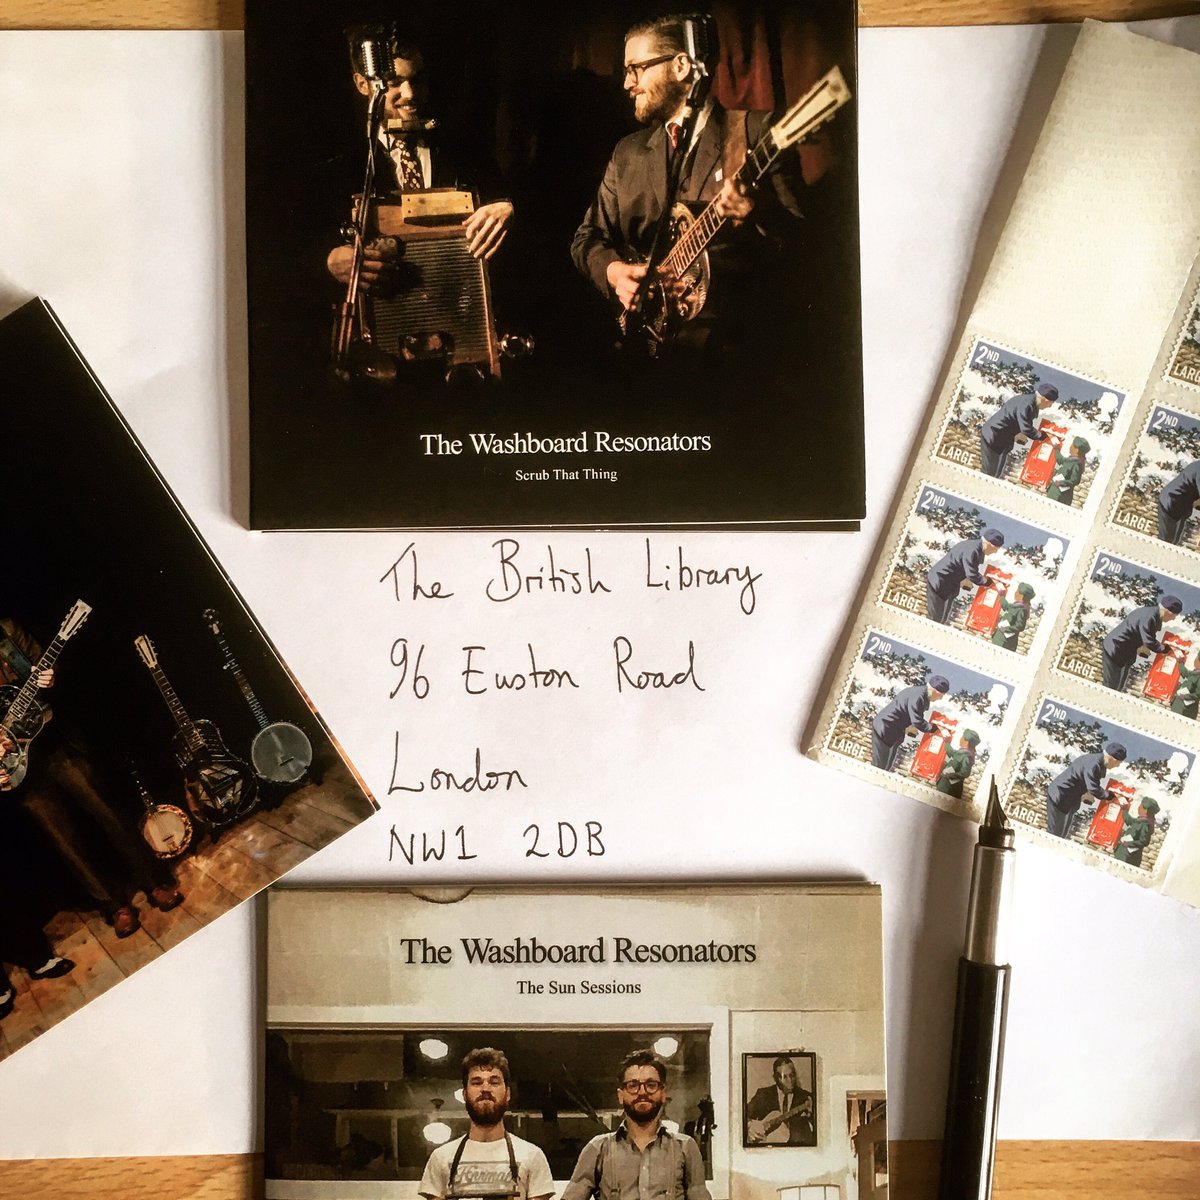 The Washboard Resonators
Scrub That Thing
The British Library
96 Euston Road
London
NW1 2DB
The Washboard Resonators
The Sun Sessions
2ND
LARGE
2ND
LARGE
2ND
LARGE
LARGE
2ND
LARGE
2ND
LARGE
2ND
LARGE